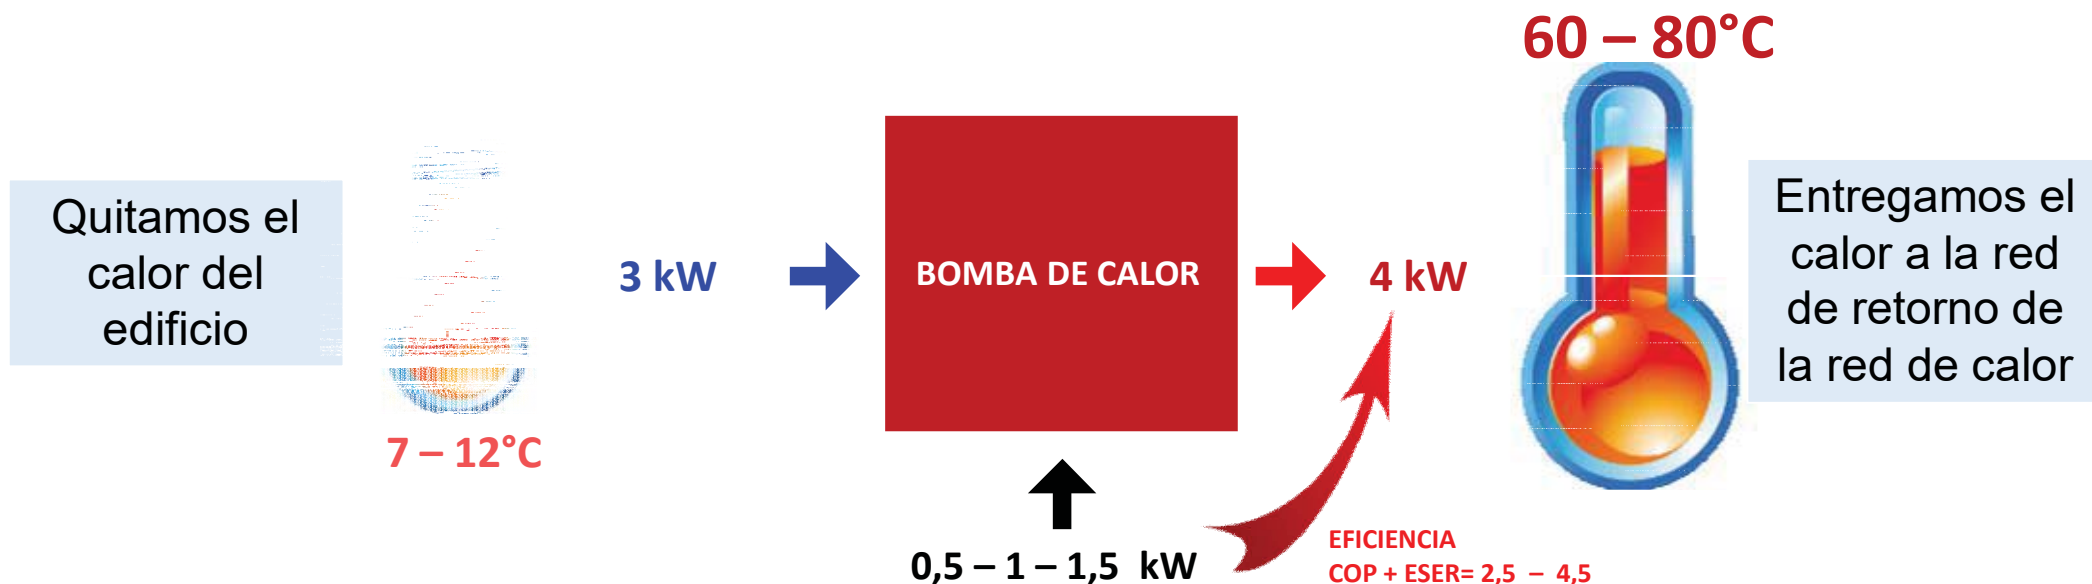 60 – 80°C
Quitamos el
calor del
edificio
7 – 12°C
3 kW
BOMBA DE CALOR
4 kW
Entregamos el
calor a la red
de retorno de
la red de calor
0,5 – 1 – 1,5 kW
EFICIENCIA
COP + ESER= 2,5 – 4,5